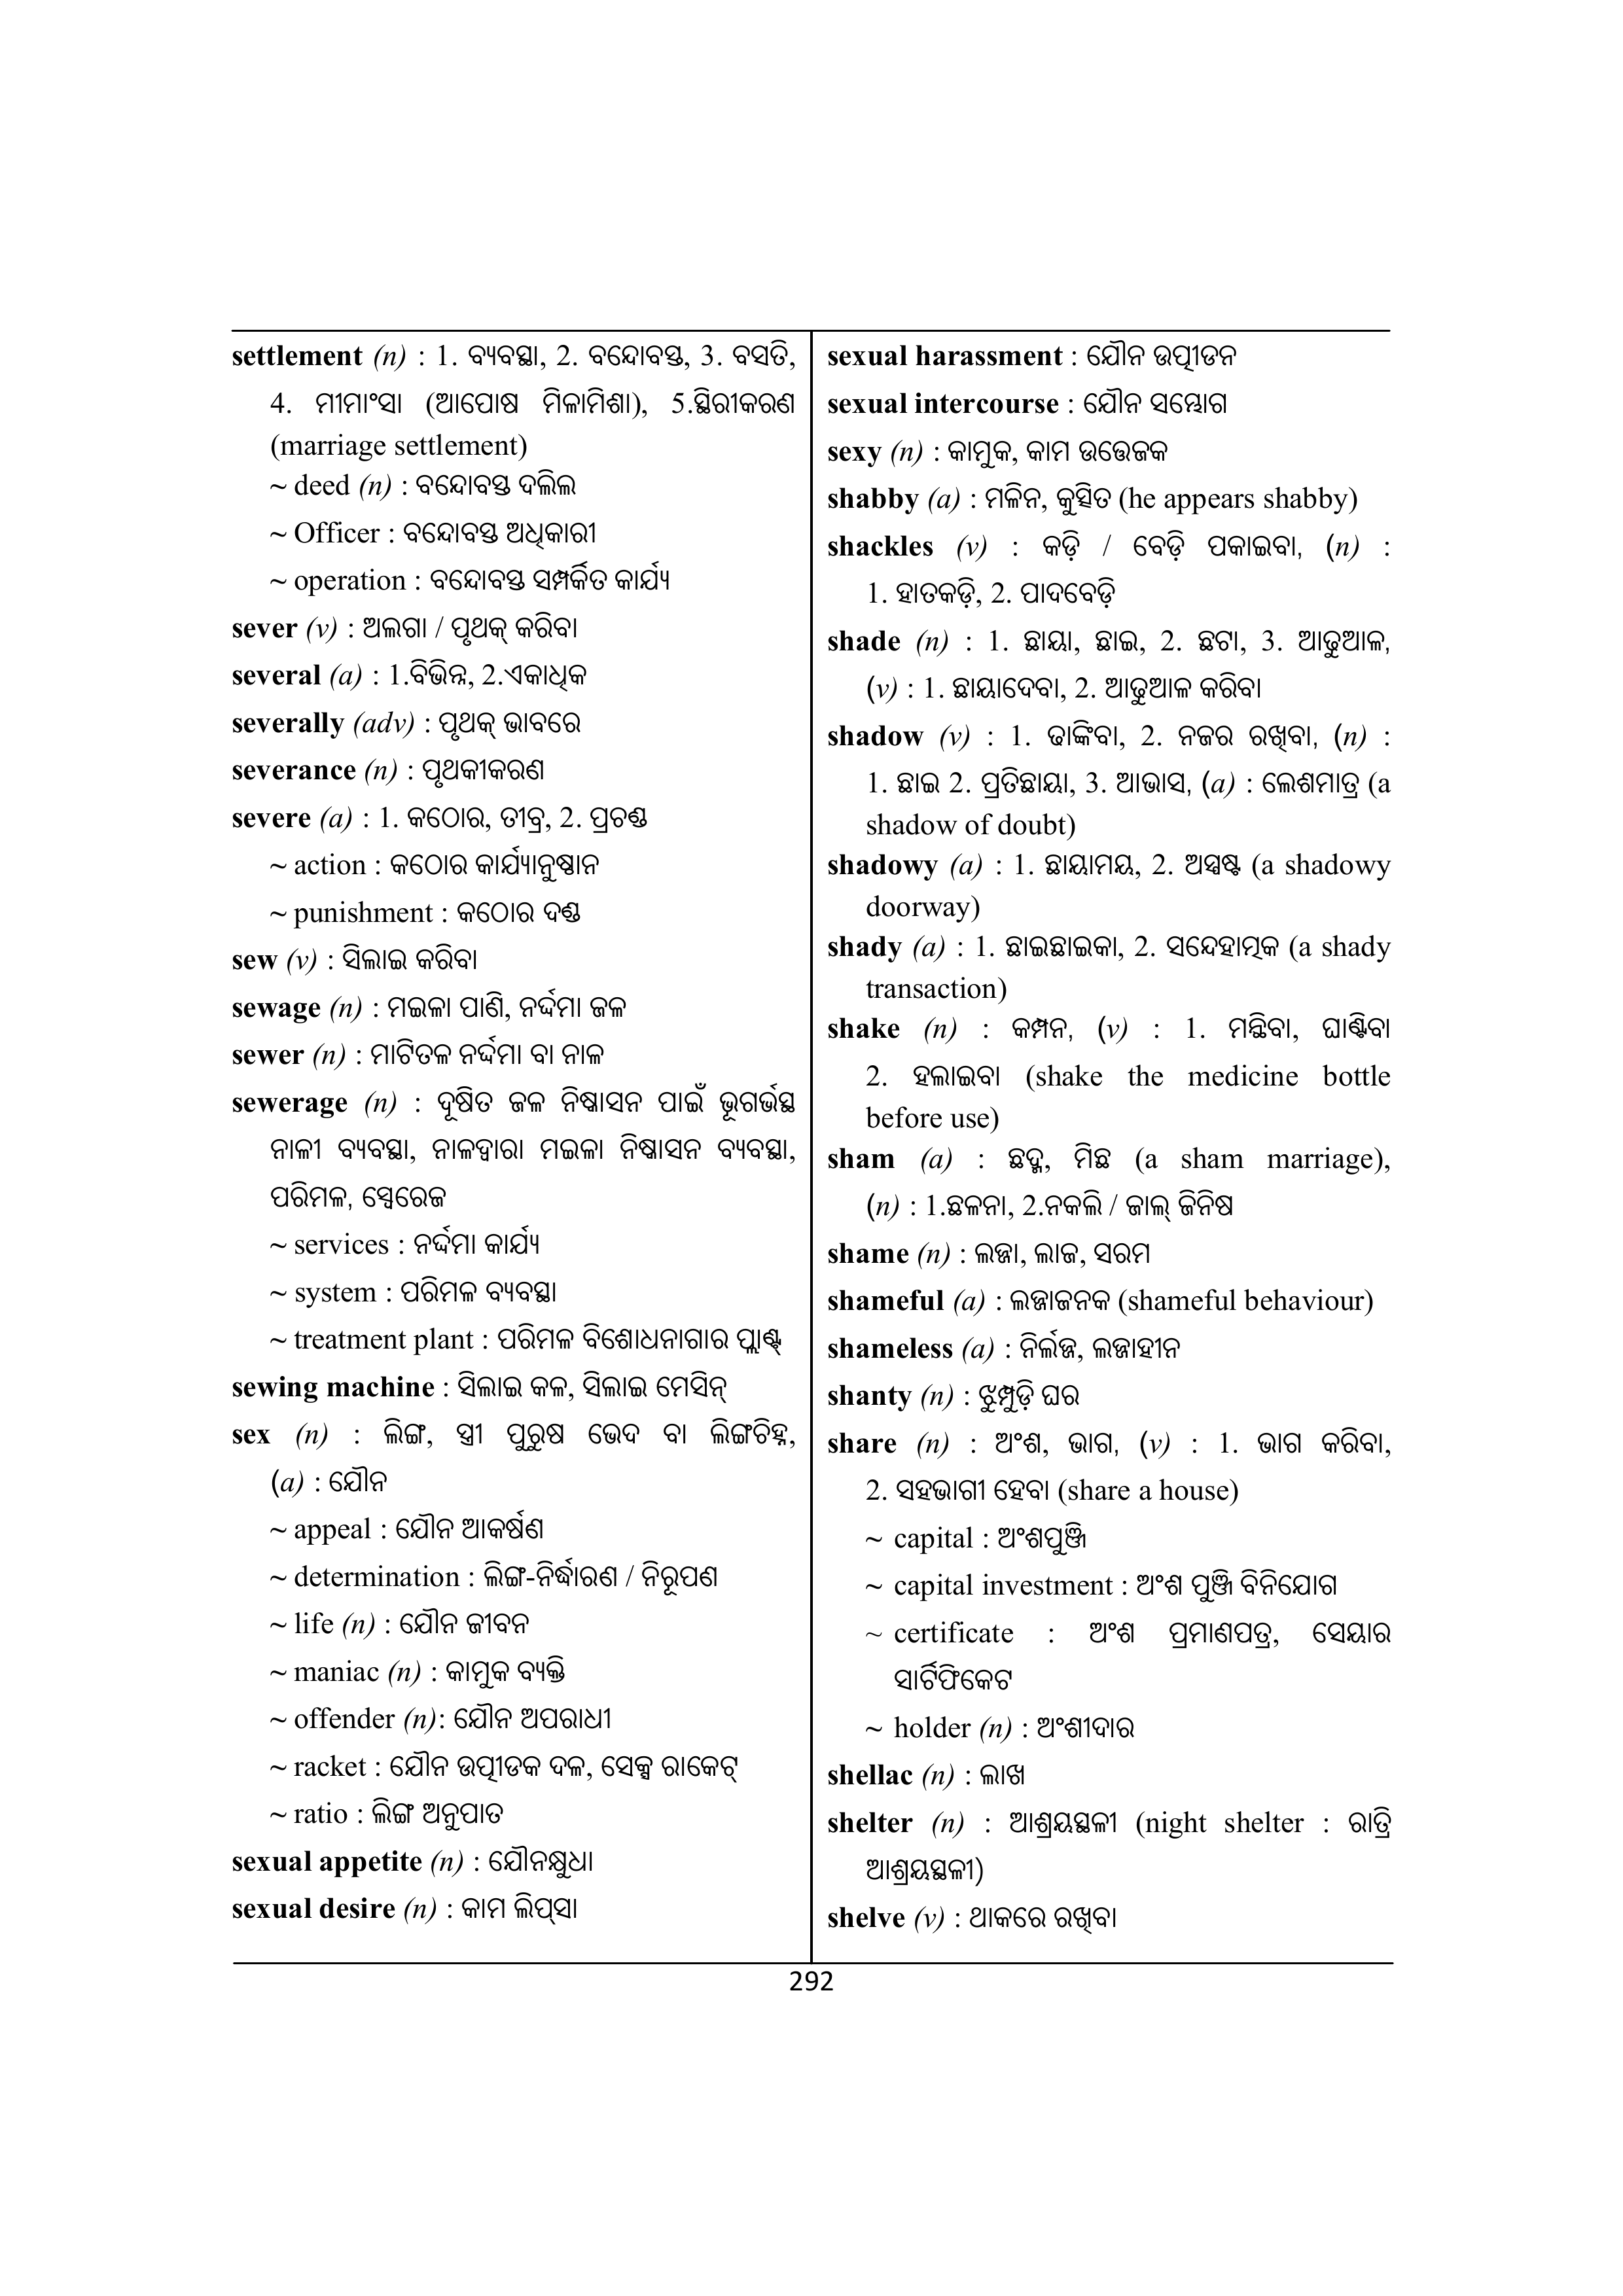 settlement (n) : 1. ବ୍ୟବସ୍ଥା, 2. ବନ୍ଦୋବସ୍ତ, 3. ବସତି,
4. ମୀମାଂସା (ଆପୋଷ ମିଳାମିଶା), 5.ସ୍ଥିରୀକରଣ
(marriage settlement)
~ deed (n) : ବନ୍ଦୋବସ୍ତ ଦଲିଲ
~ Officer : ବନ୍ଦୋବସ୍ତ ଅଧିକାରୀ
~ operation : ବନ୍ଦୋବସ୍ତ ସମ୍ପର୍କିତ କାର୍ଯ୍ୟ
sever (v) : ଅଲଗା / ପୃଥକ୍ କରିବା
several (a) : 1.ବିଭିନ୍ନ, 2.ଏକାଧିକ
severally (adv) : ପୃଥକ୍ ଭାବରେ
severance (n) : ପୃଥକୀକରଣ
severe (a) : 1. କଠୋର, ତୀବ୍ର, 2. ପ୍ରଚଣ୍ଡ
~ action : କଠୋର କାର୍ଯ୍ୟାନୁଷ୍ଠାନ
~ punishment : କଠୋର ଦଣ୍ଡ
sew (v) : ସିଲାଇ କରିବା
sewage (n) : ମଇଳା ପାଣି, ନର୍ଦ୍ଦମା ଜଳ
sewer (n) : ମାଟିତଳ ନର୍ଦ୍ଦମା ବା ନାଳ
sewerage (n) : ଦୂଷିତ ଜଳ ନିଷ୍କାସନ ପାଇଁ ଭୂଗର୍ଭସ୍ଥ
ନାଳୀ ବ୍ୟବସ୍ଥା, ନାଳଦ୍ୱାରା ମଇଳା ନିଷ୍କାସନ ବ୍ୟବସ୍ଥା,
ପରିମଳ, ସ୍ୱେରେଜ
~ services : ନର୍ଦ୍ଦମା କାର୍ଯ୍ୟ
~ system : ପରିମଳ ବ୍ୟବସ୍ଥା
~ treatment plant : ପରିମଳ ବିଶୋଧନାଗାର ପ୍ଲାଣ୍ଟ୍
sewing machine : ସିଲାଇ କଳ, ସିଲାଇ ମେସିନ୍
sex (n) : ଲିଙ୍ଗ, ସ୍ତ୍ରୀ ପୁରୁଷ ଭେଦ ବା ଲିଙ୍ଗଚିହ୍ନ,
(a) : ଯୌନ
~ appeal : ଯୌନ ଆକର୍ଷଣ
~ determination : ଲିଙ୍ଗ-ନିର୍ଦ୍ଧାରଣ / ନିରୂପଣ
~ life (n) : ଯୌନ ଜୀବନ
~ maniac (n) : କାମୁକ ବ୍ୟକ୍ତି
~ offender (n): ଯୌନ ଅପରାଧୀ
~ racket : ଯୌନ ଉତ୍ପୀଡକ ଦଳ, ସେକ୍ସ ରାକେଟ୍
~ ratio : ଲିଙ୍ଗ ଅନୁପାତ
sexual appetite (n) : ଯୌନକ୍ଷୁଧା
sexual desire (n) : କାମ ଲିପ୍‌ସା
sexual harassment : ଯୌନ ଉତ୍ପୀଡନ
sexual intercourse : ଯୌନ ସମ୍ଭୋଗ
sexy (n) : କାମୁକ, କାମ ଉତ୍ତେଜକ
shabby (a) : ମଳିନ, କୁତ୍ସିତ (he appears shabby)
shackles (v) : କଡ଼ି / ବେଡ଼ି ପକାଇବା, (n) :
1. ହାତକଡ଼ି, 2. ପାଦବେଡ଼ି
shade (n) : 1. ଛାୟା, ଛାଇ, 2. ଛଟା, 3. ଆଢୁଆଳ,
(v) : 1. ଛାୟାଦେବା, 2. ଆଢୁଆଳ କରିବା
shadow (v) : 1. ଢାଙ୍କିବା, 2. ନଜର ରଖିବା, (n) :
1. ଛାଇ 2. ପ୍ରତିଛାୟା, 3. ଆଭାସ, (a) : ଲେଶମାତ୍ର (a
shadow of doubt)
shadowy (a) : 1. ଛାୟାମୟ, 2. ଅସ୍ପଷ୍ଟ (a shadowy
doorway)
shady (a) : 1. ଛାଇଛାଇକା, 2. ସନ୍ଦେହାତ୍ମକ (a shady
transaction)
shake (n) : କମ୍ପନ, (v) : 1. ମନ୍ଥିବା, ଘାଣ୍ଟିବା
2. ହଲାଇବା (shake the medicine bottle
before use)
sham (a) : ଛଦ୍ମ, ମିଛ (a sham marriage),
(n) : 1.ଛଳନା, 2.ନକଲି / ଜାଲ୍ ଜିନିଷ
shame (n) : ଲଜ୍ଜା, ଲାଜ, ସରମ
shameful (a) : ଲଜ୍ଜାଜନକ (shameful behaviour)
shameless (a) : ନିର୍ଲଜ୍ଜ, ଲଜ୍ଜାହୀନ
shanty (n) : ଝୁମ୍ପୁଡ଼ି ଘର
share (n) : ଅଂଶ, ଭାଗ, (v) : 1. ଭାଗ କରିବା,
2. ସହଭାଗୀ ହେବା (share a house)
~ capital : ଅଂଶପୁଞ୍ଜି
~ capital investment : ଅଂଶ ପୁଞ୍ଜି ବିନିଯୋଗ
~ certificate : ଅଂଶ ପ୍ରମାଣପତ୍ର, ସେୟାର
ସାର୍ଟିଫିକେଟ
~ holder (n) : ଅଂଶୀଦାର
shellac (n) : ଲାଖ
shelter (n) : ଆଶ୍ରୟସ୍ଥଳୀ (night shelter : ରାତ୍ରି
ଆଶ୍ରୟସ୍ଥଳୀ)
shelve (v) : ଥାକରେ ରଖିବା
292